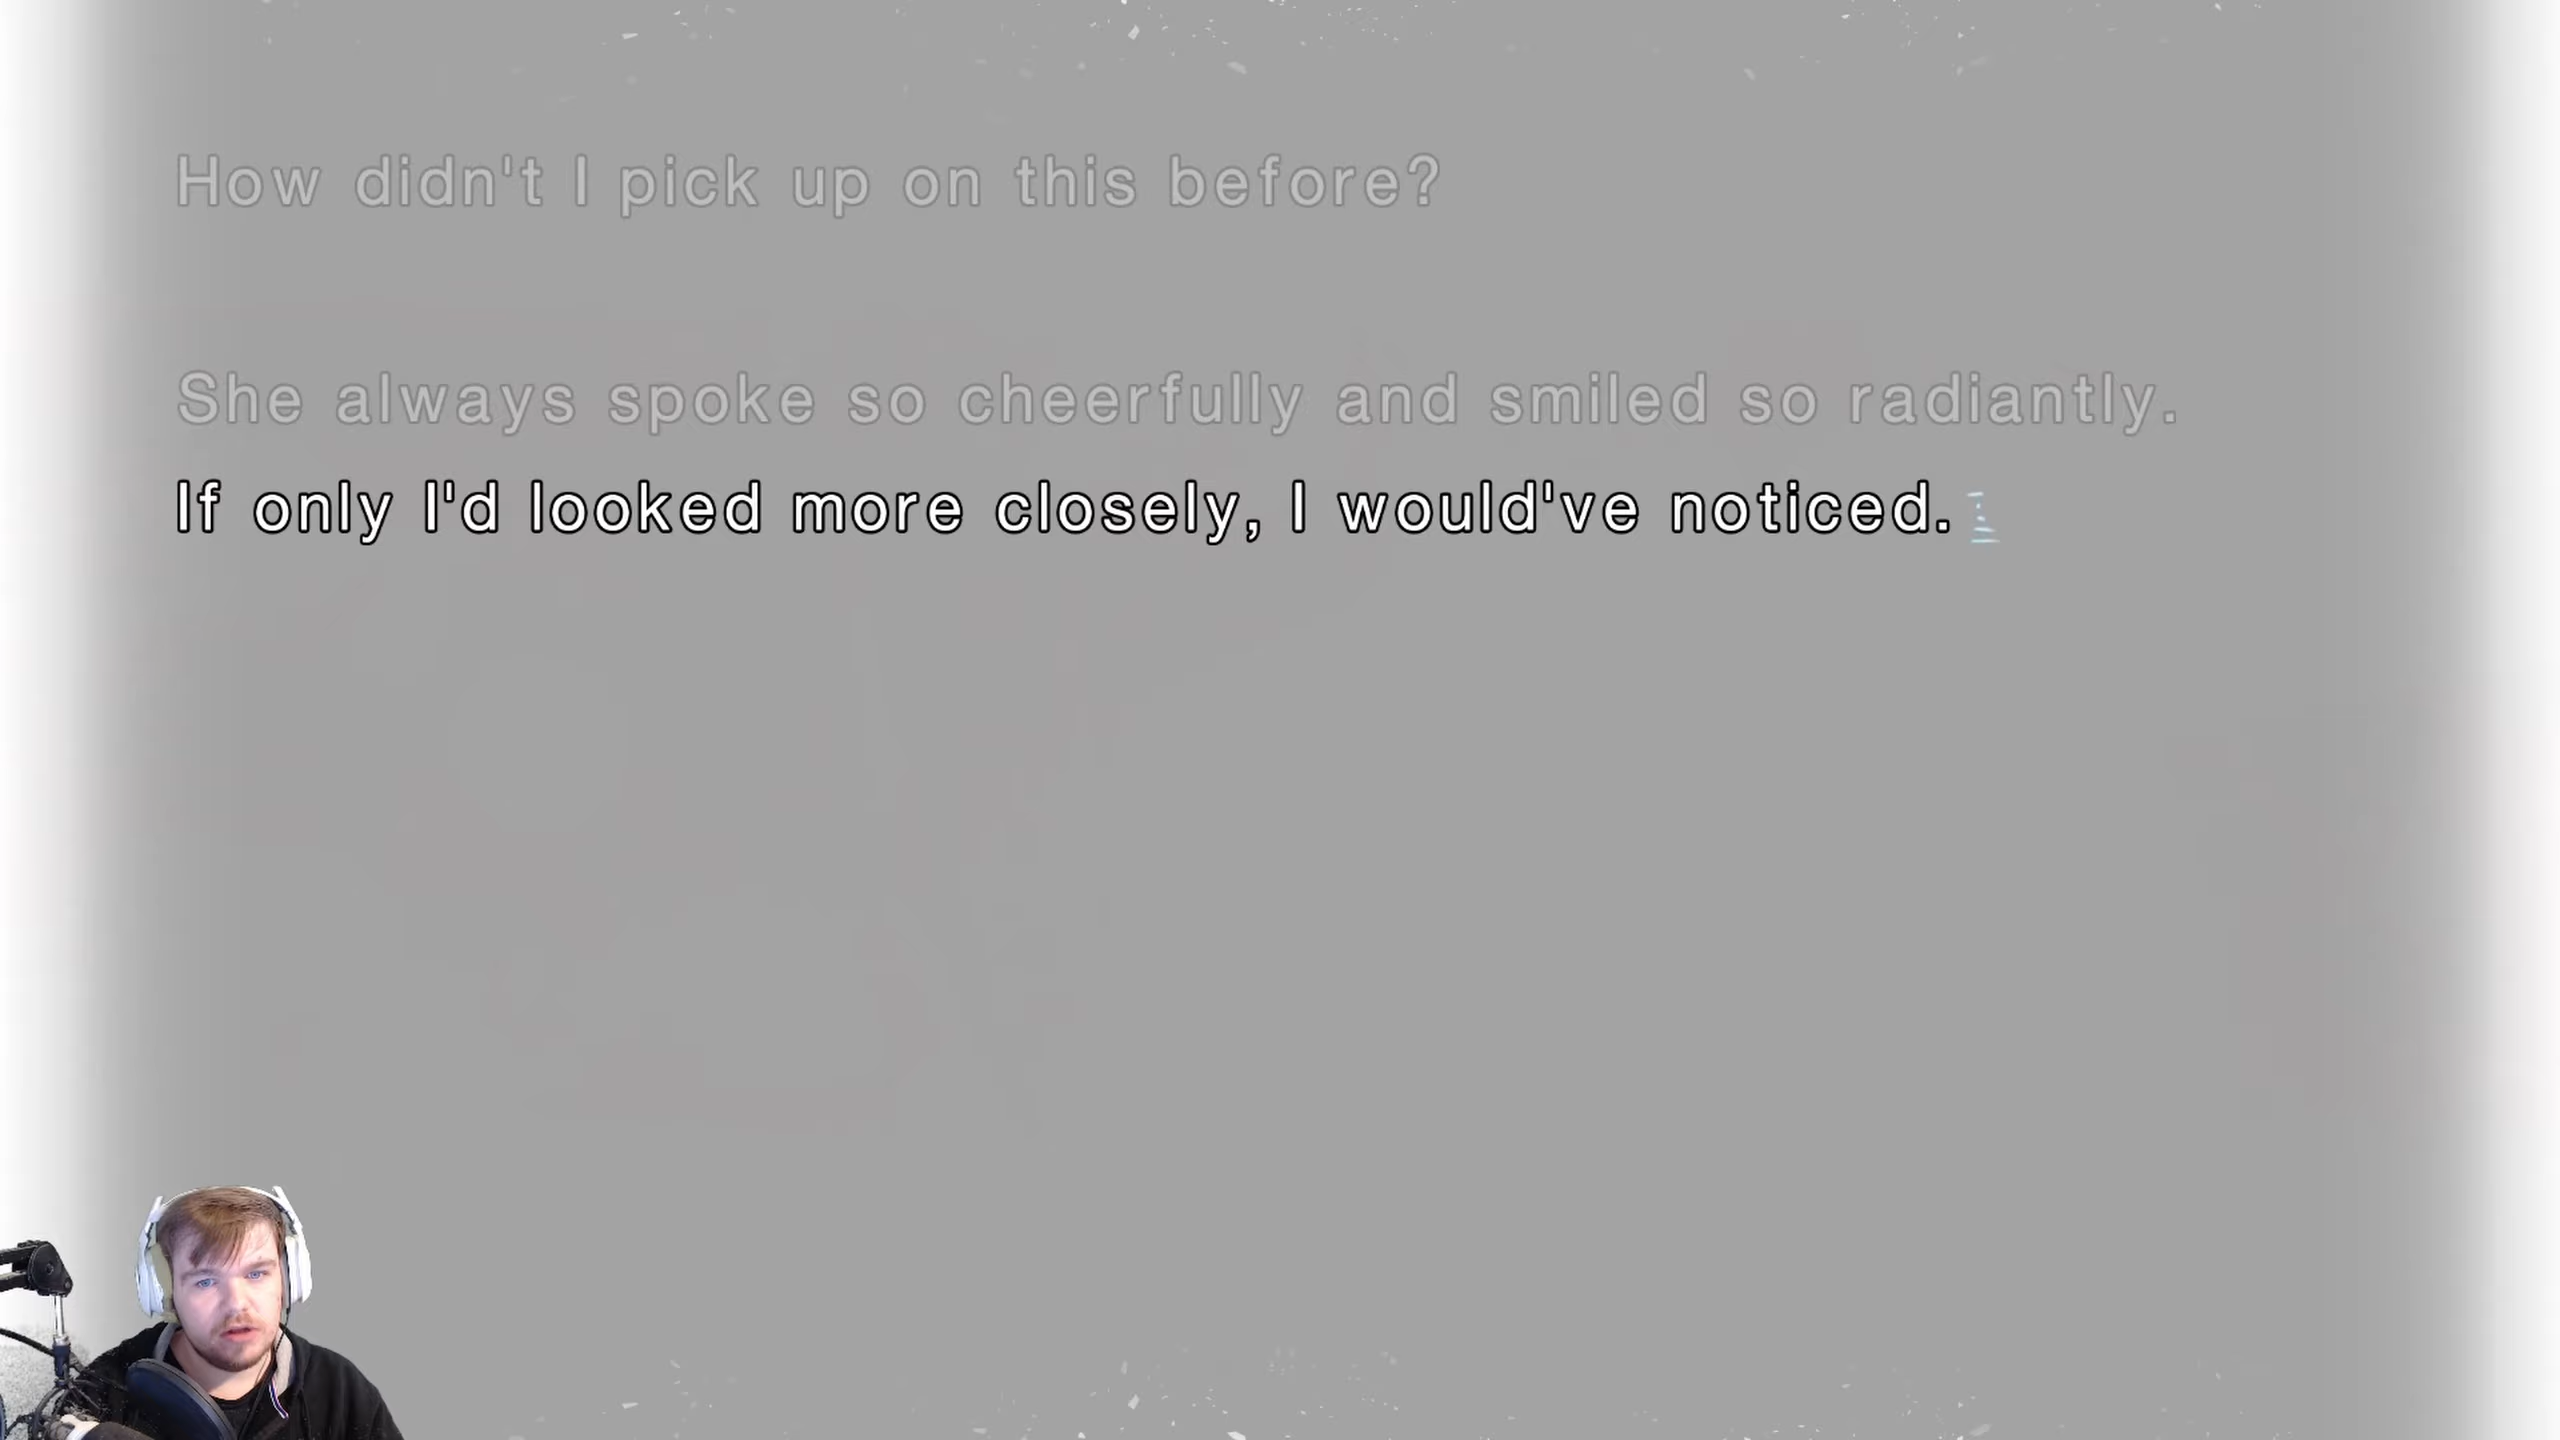 How didn't I pick up on this before?
She always spoke so cheerfully and smiled so radiantly.
If only I'd looked more closely, I would've noticed.